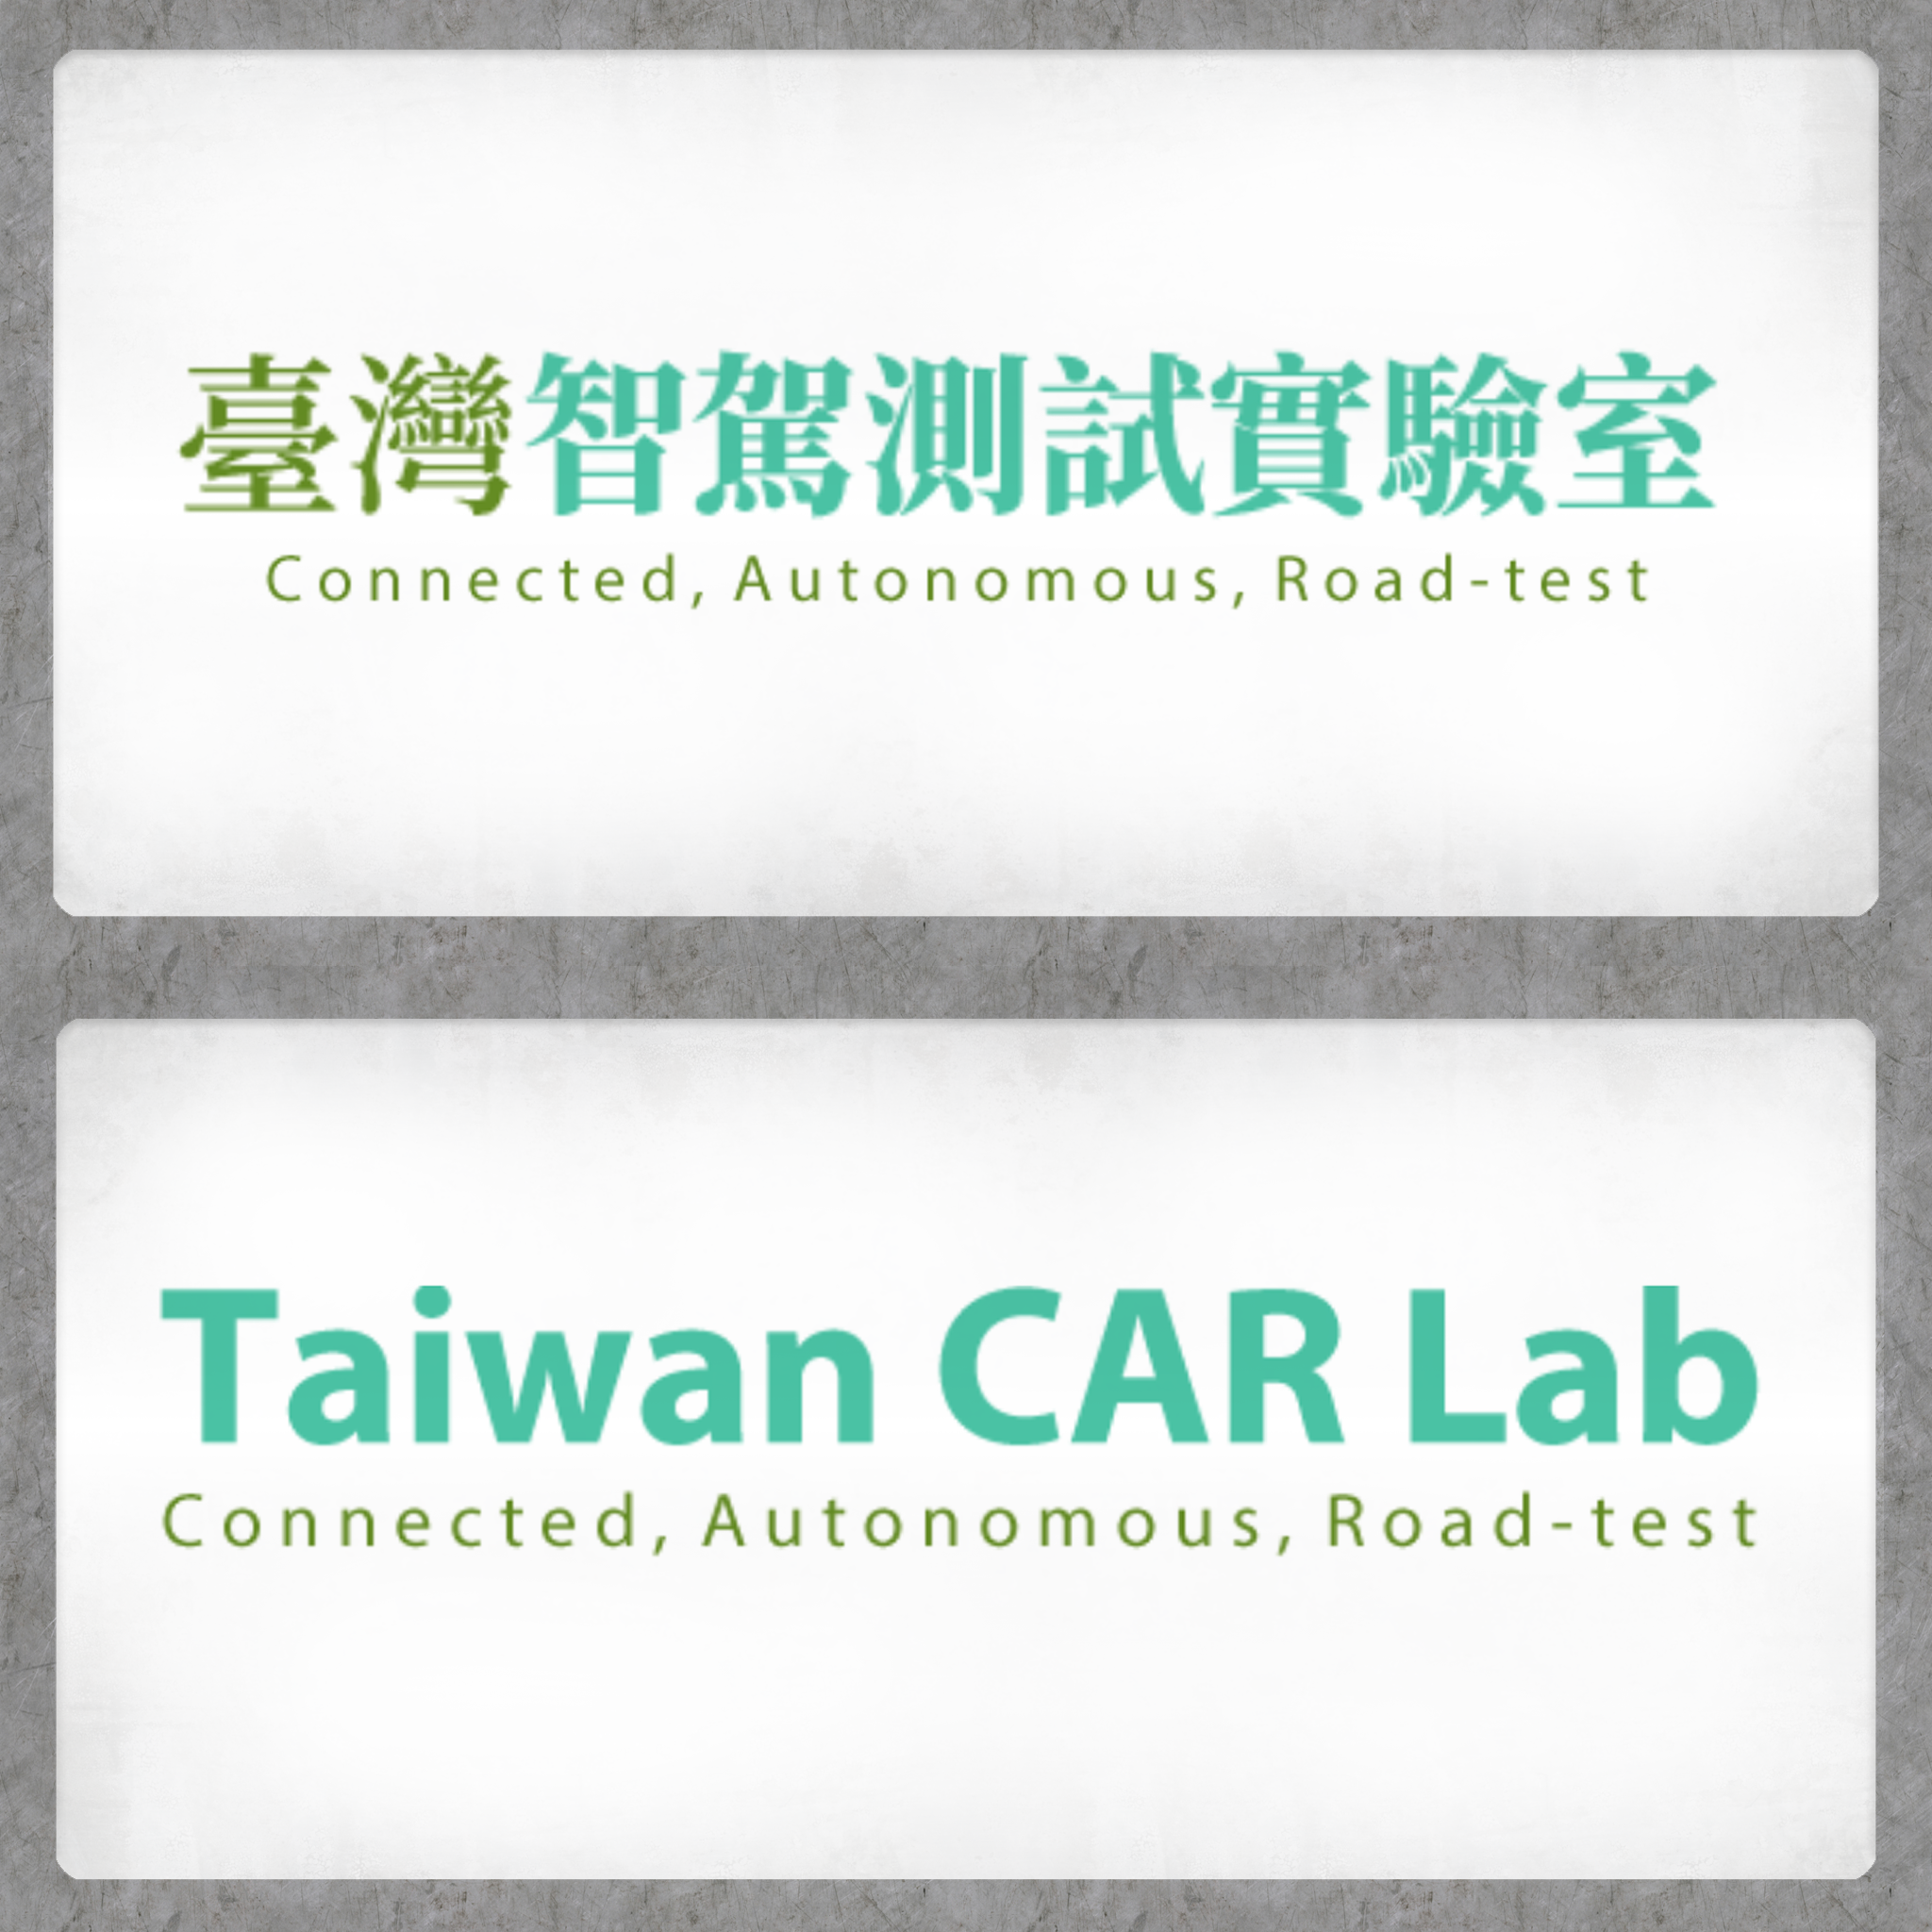 臺灣智駕測試實驗室
Connected, Autonomous, Road-test
Taiwan CAR Lab
Connected, Autonomous, Road-test